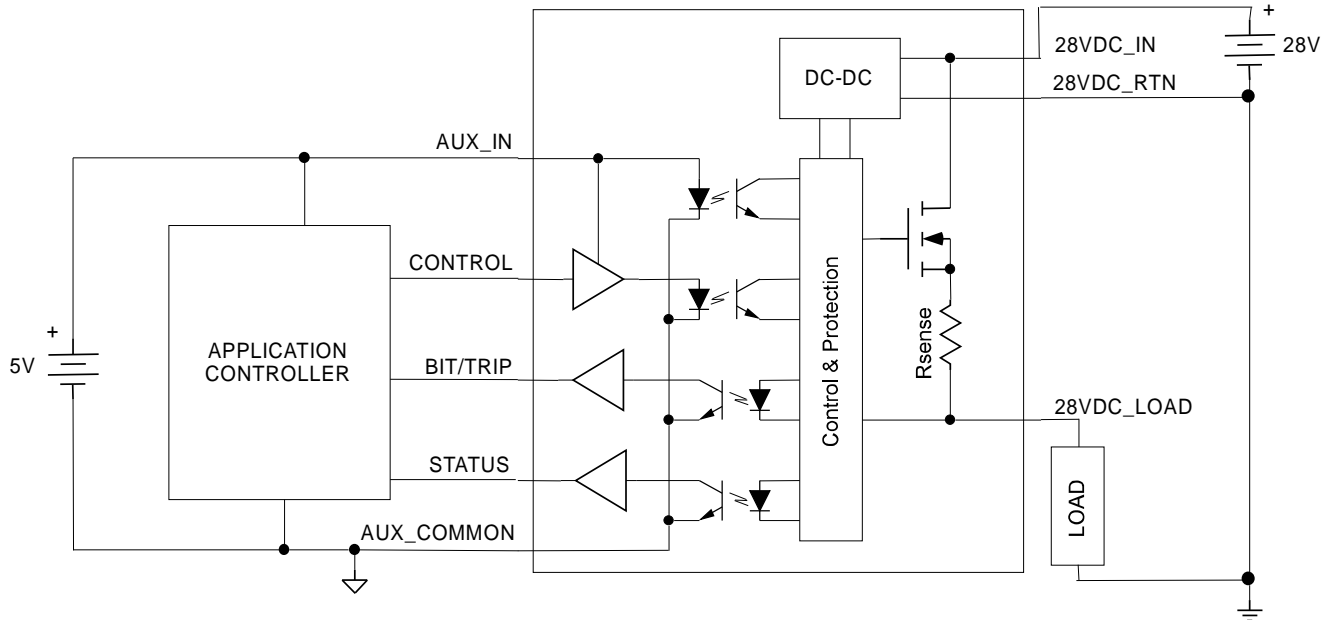 +
28VDC_IN
28V
DC-DC
28VDC_RTN
AUX_IN
CONTROL
Control & Protection
+
5V
APPLICATION
CONTROLLER
Rsense
BIT/TRIP
28VDC_LOAD
STATUS
LOAD
AUX_COMMON